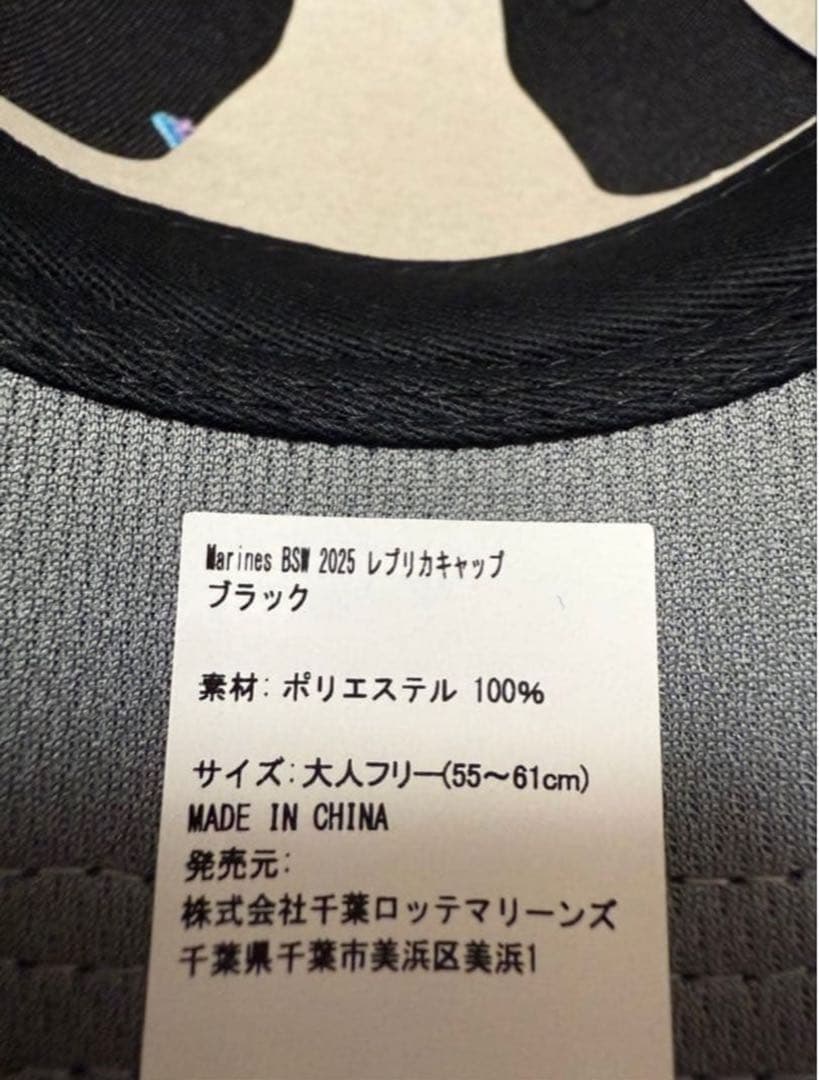 Marines BSW 2025 レプリカキャップ
ブラック
素材: ポリエステル 100%
サイズ:大人フリー(55～61cm)
MADE IN CHINA
発売元:
株式会社千葉ロッテマリーンズ
千葉県千葉市美浜区美浜1